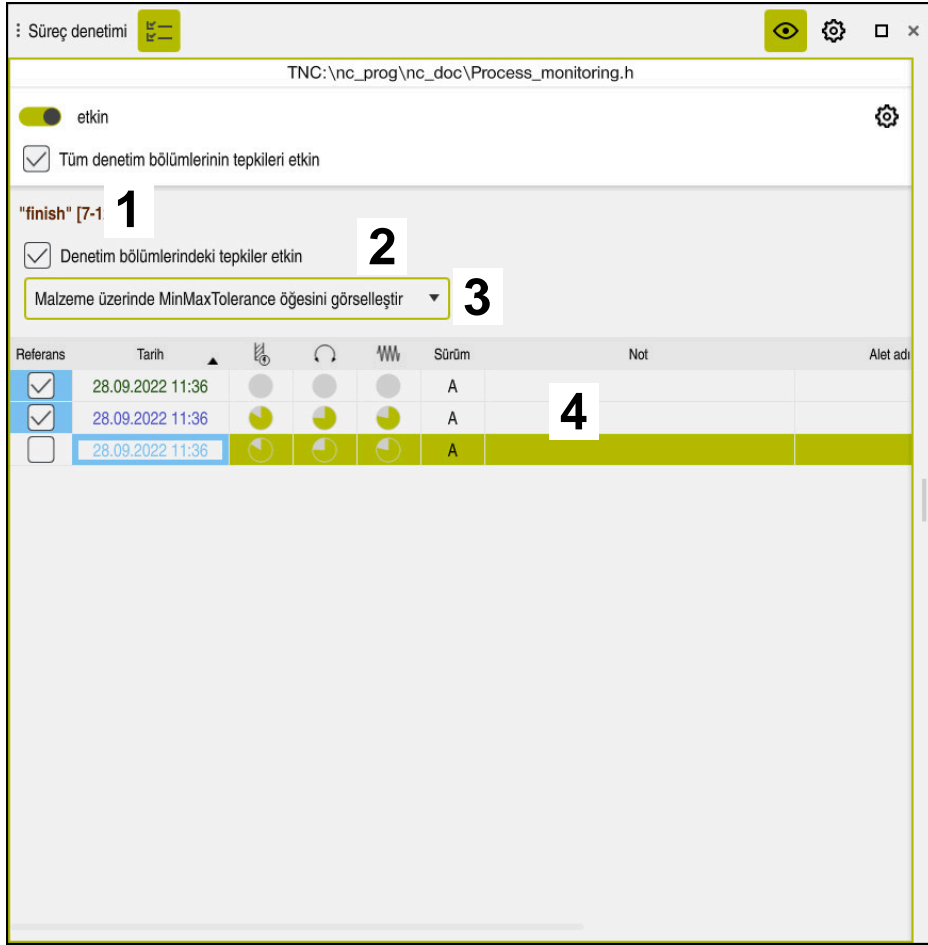 Süreç denetimi
TNC:\nc_prog\nc_doc\Process_monitoring.h
etkin
Tüm denetim bölümlerinin tepkileri etkin
"finish" [7-1
1
Denetim bölümlerindeki tepkiler etkin
2
Malzeme üzerinde MinMaxTolerance öğesini görselleştir
3
Referans Tarih Sürüm Not Alet adı
28.09.2022 11:36 A
28.09.2022 11:36 A
4
28.09.2022 11:36 A